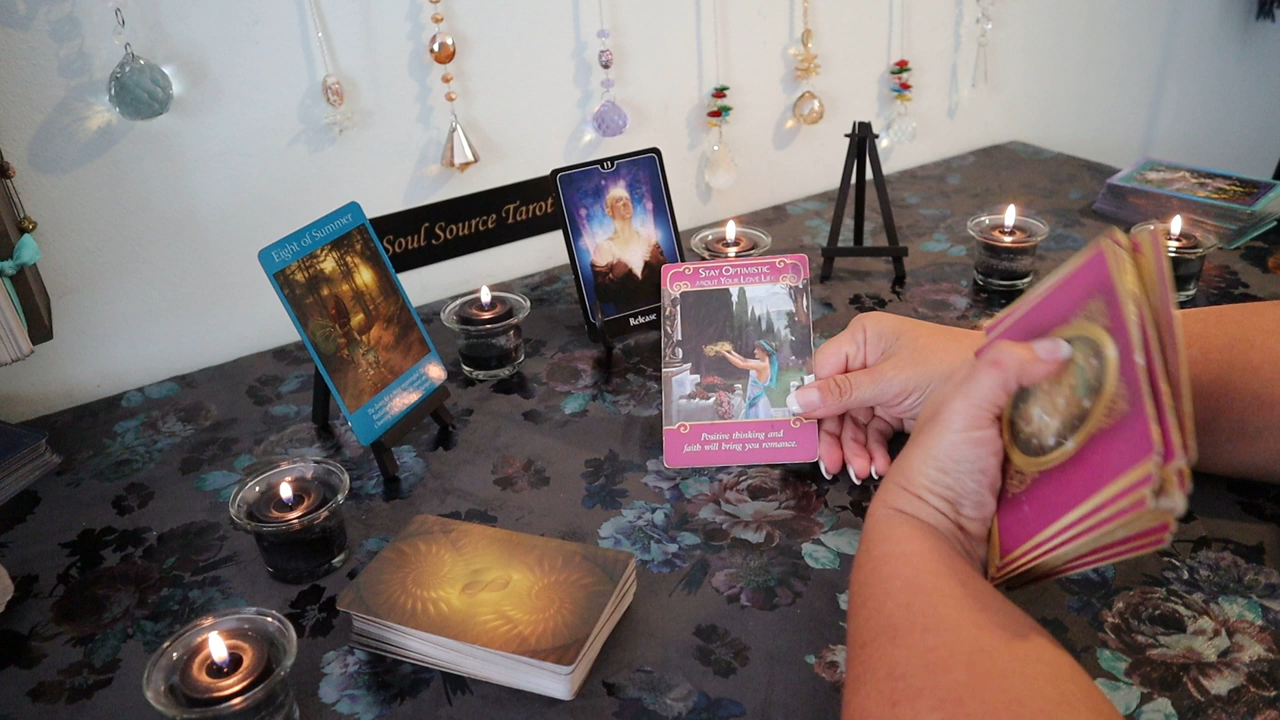 Eight of Summer
Soul Source Tarot
11
Release
STAY OPTIMISTIC
ABOUT YOUR LOVE LIFE
Positive thinking and
faith will bring you romance.